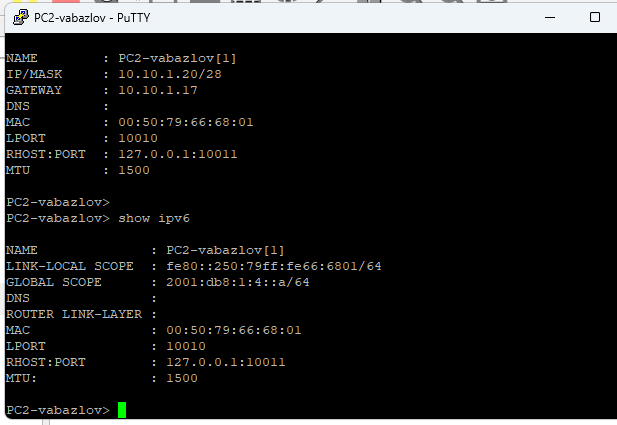 PC2-vabazlov - PuTTY
NAME : PC2-vabazlov[1]
IP/MASK : 10.10.1.20/28
GATEWAY : 10.10.1.17
DNS :
MAC : 00:50:79:66:68:01
LPORT : 10010
RHOST:PORT : 127.0.0.1:10011
MTU : 1500
PC2-vabazlov>
PC2-vabazlov> show ipv6
NAME : PC2-vabazlov[1]
LINK-LOCAL SCOPE : fe80::250:79ff:fe66:6801/64
GLOBAL SCOPE : 2001:db8:1:4::a/64
DNS :
ROUTER LINK-LAYER :
MAC : 00:50:79:66:68:01
LPORT : 10010
RHOST:PORT : 127.0.0.1:10011
MTU: : 1500
PC2-vabazlov>